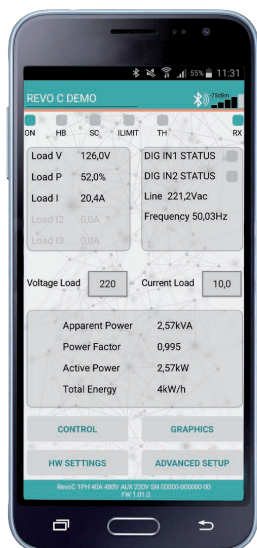 55% 11:31
REVO C DEMO -75dBm
ON HB SC ILIMIT TH RX
Load V 126,0V
Load P 52,0%
Load I 20,4A
Load I2 0,0A
Load I3 0,0A
DIG IN1 STATUS
DIG IN2 STATUS
Line 221,2Vac
Frequency 50,03Hz
Voltage Load 220 Current Load 10,0
Apparent Power 2,57kVA
Power Factor 0,995
Active Power 2,57kW
Total Energy 4kW/h
CONTROL GRAPHICS
HW SETTINGS ADVANCED SETUP
RevoC 1PH 40A 480V AUX 220V SN 00000-000000-00
FW 1.01.0